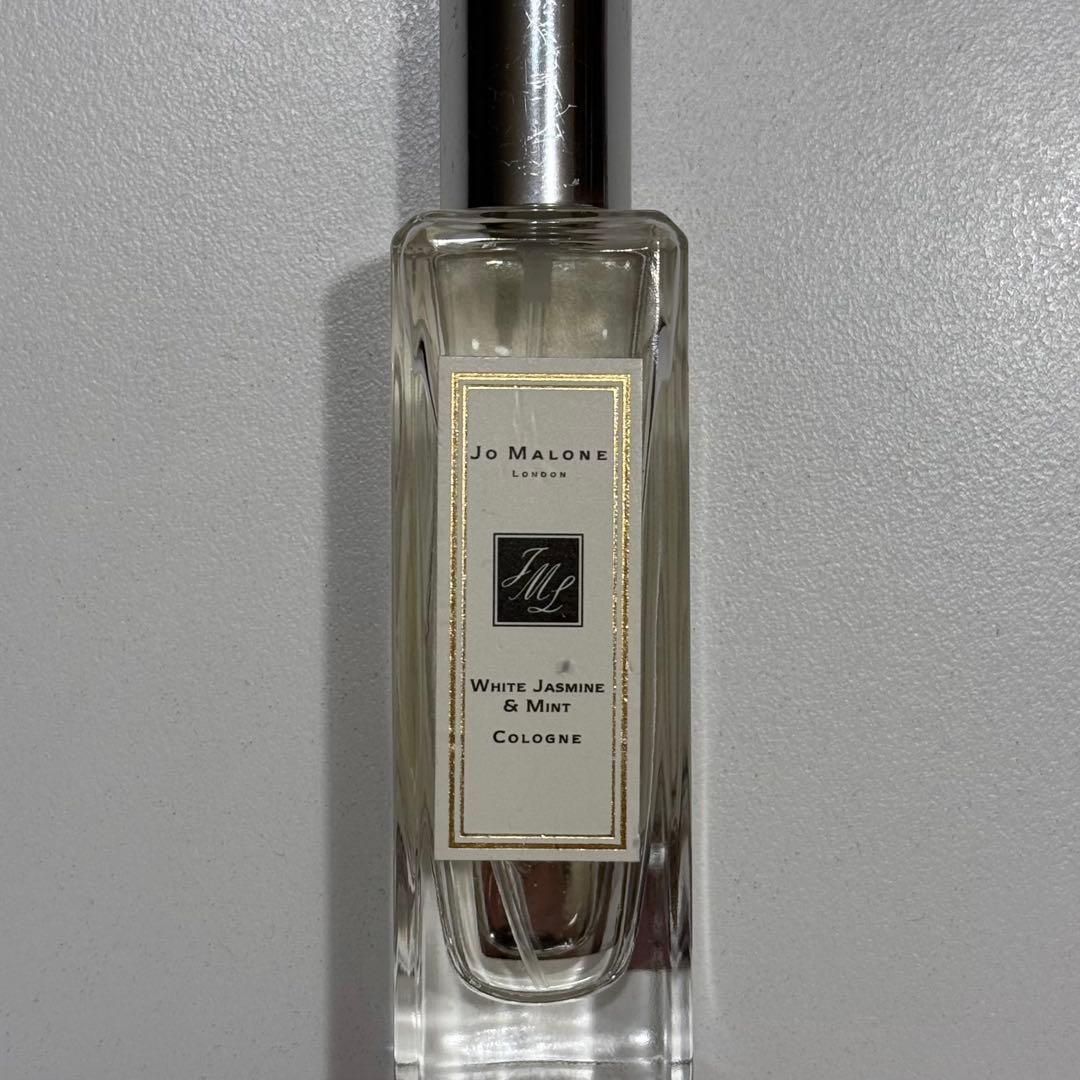 Jo Malone
London
JML
White Jasmine
& Mint
Cologne